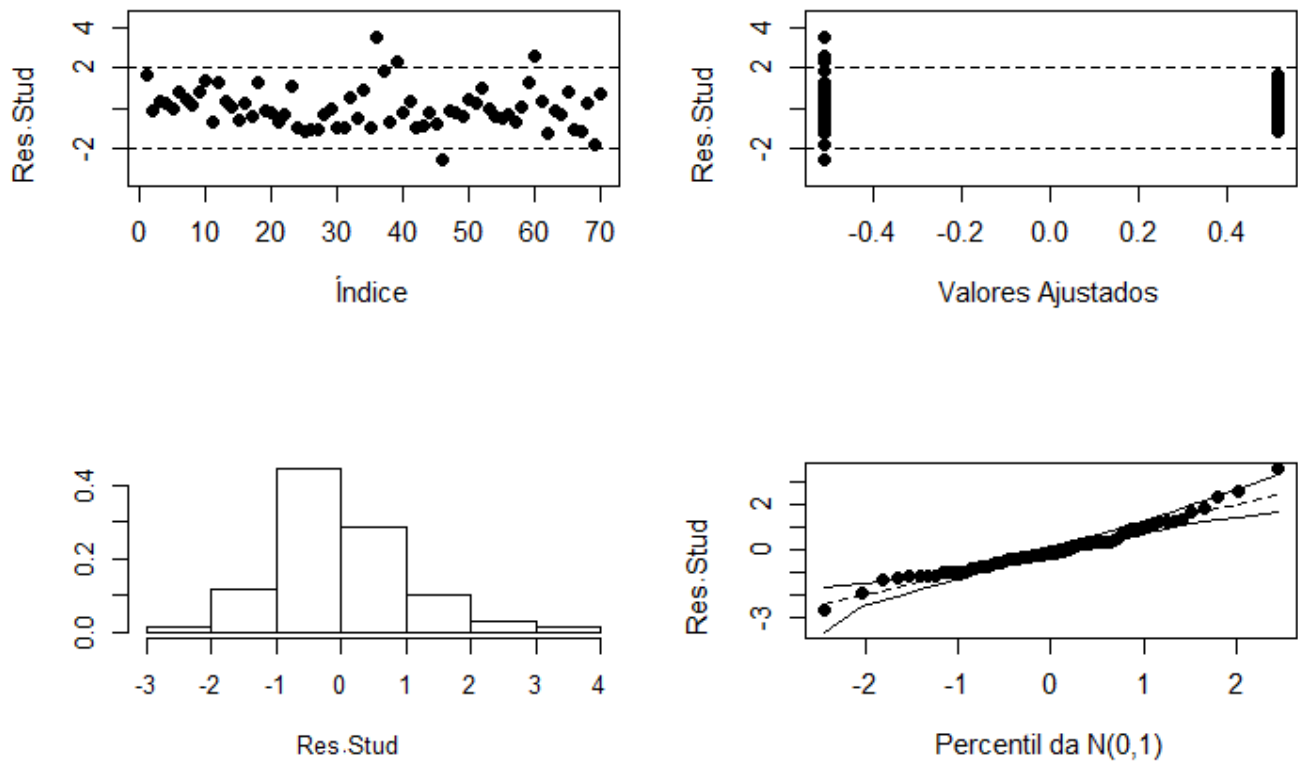 Res.Stud
4
2
-2
0 10 20 30 40 50 60 70
Índice
Res.Stud
4
2
-2
-0.4 -0.2 0.0 0.2 0.4
Valores Ajustados
0.4
0.2
0.0
-3 -2 -1 0 1 2 3 4
Res.Stud
Res.Stud
2
0
-3
-2 -1 0 1 2
Percentil da N(0,1)